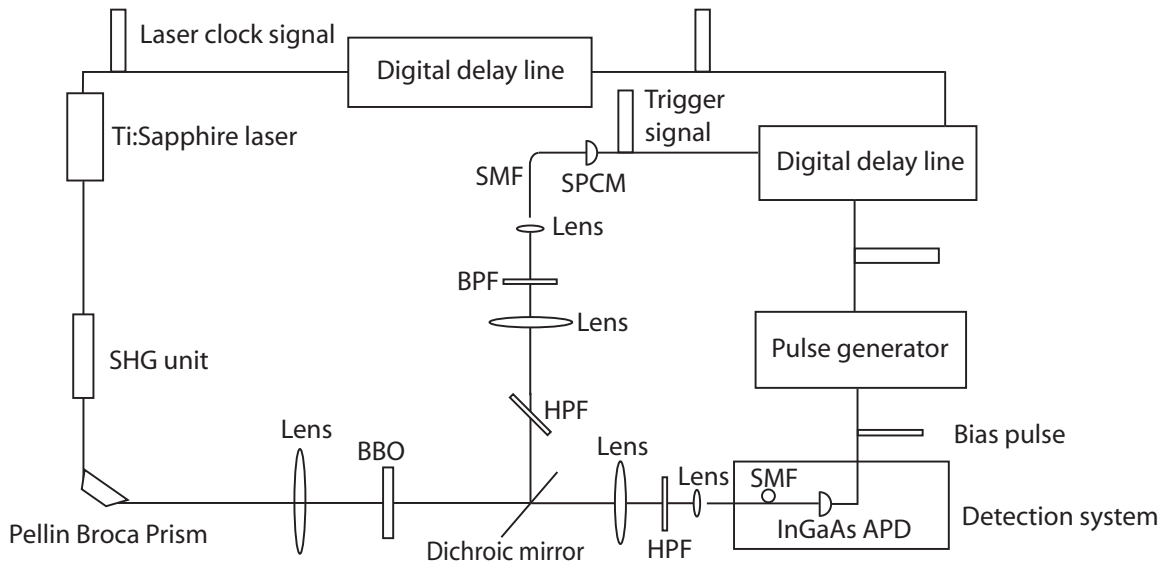 Laser clock signal
Digital delay line
Trigger
signal
Ti:Sapphire laser
Digital delay line
SMF
SPCM
Lens
BPF
Lens
Pulse generator
SHG unit
HPF
Bias pulse
Lens
BBO
Lens
Lens
SMF
Detection system
Pellin Broca Prism
Dichroic mirror
HPF
InGaAs APD